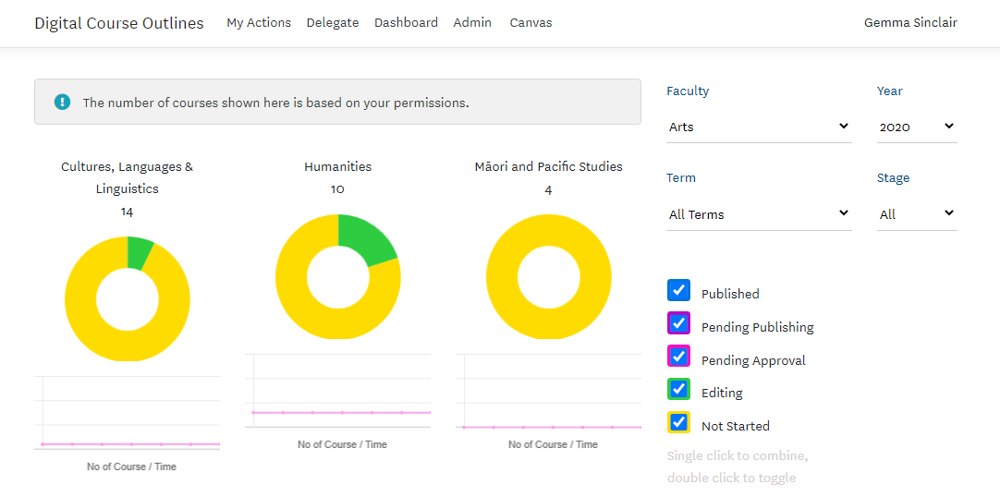 Digital Course Outlines My Actions Delegate Dashboard Admin Canvas Gemma Sinclair
The number of courses shown here is based on your permissions.
Cultures, Languages &
Linguistics
14
Humanities
10
Māori and Pacific Studies
4
No of Course / Time
No of Course / Time
No of Course / Time
Faculty Year
Arts 2020
Term Stage
All Terms All
Published
Pending Publishing
Pending Approval
Editing
Not Started
Single click to combine,
double click to toggle